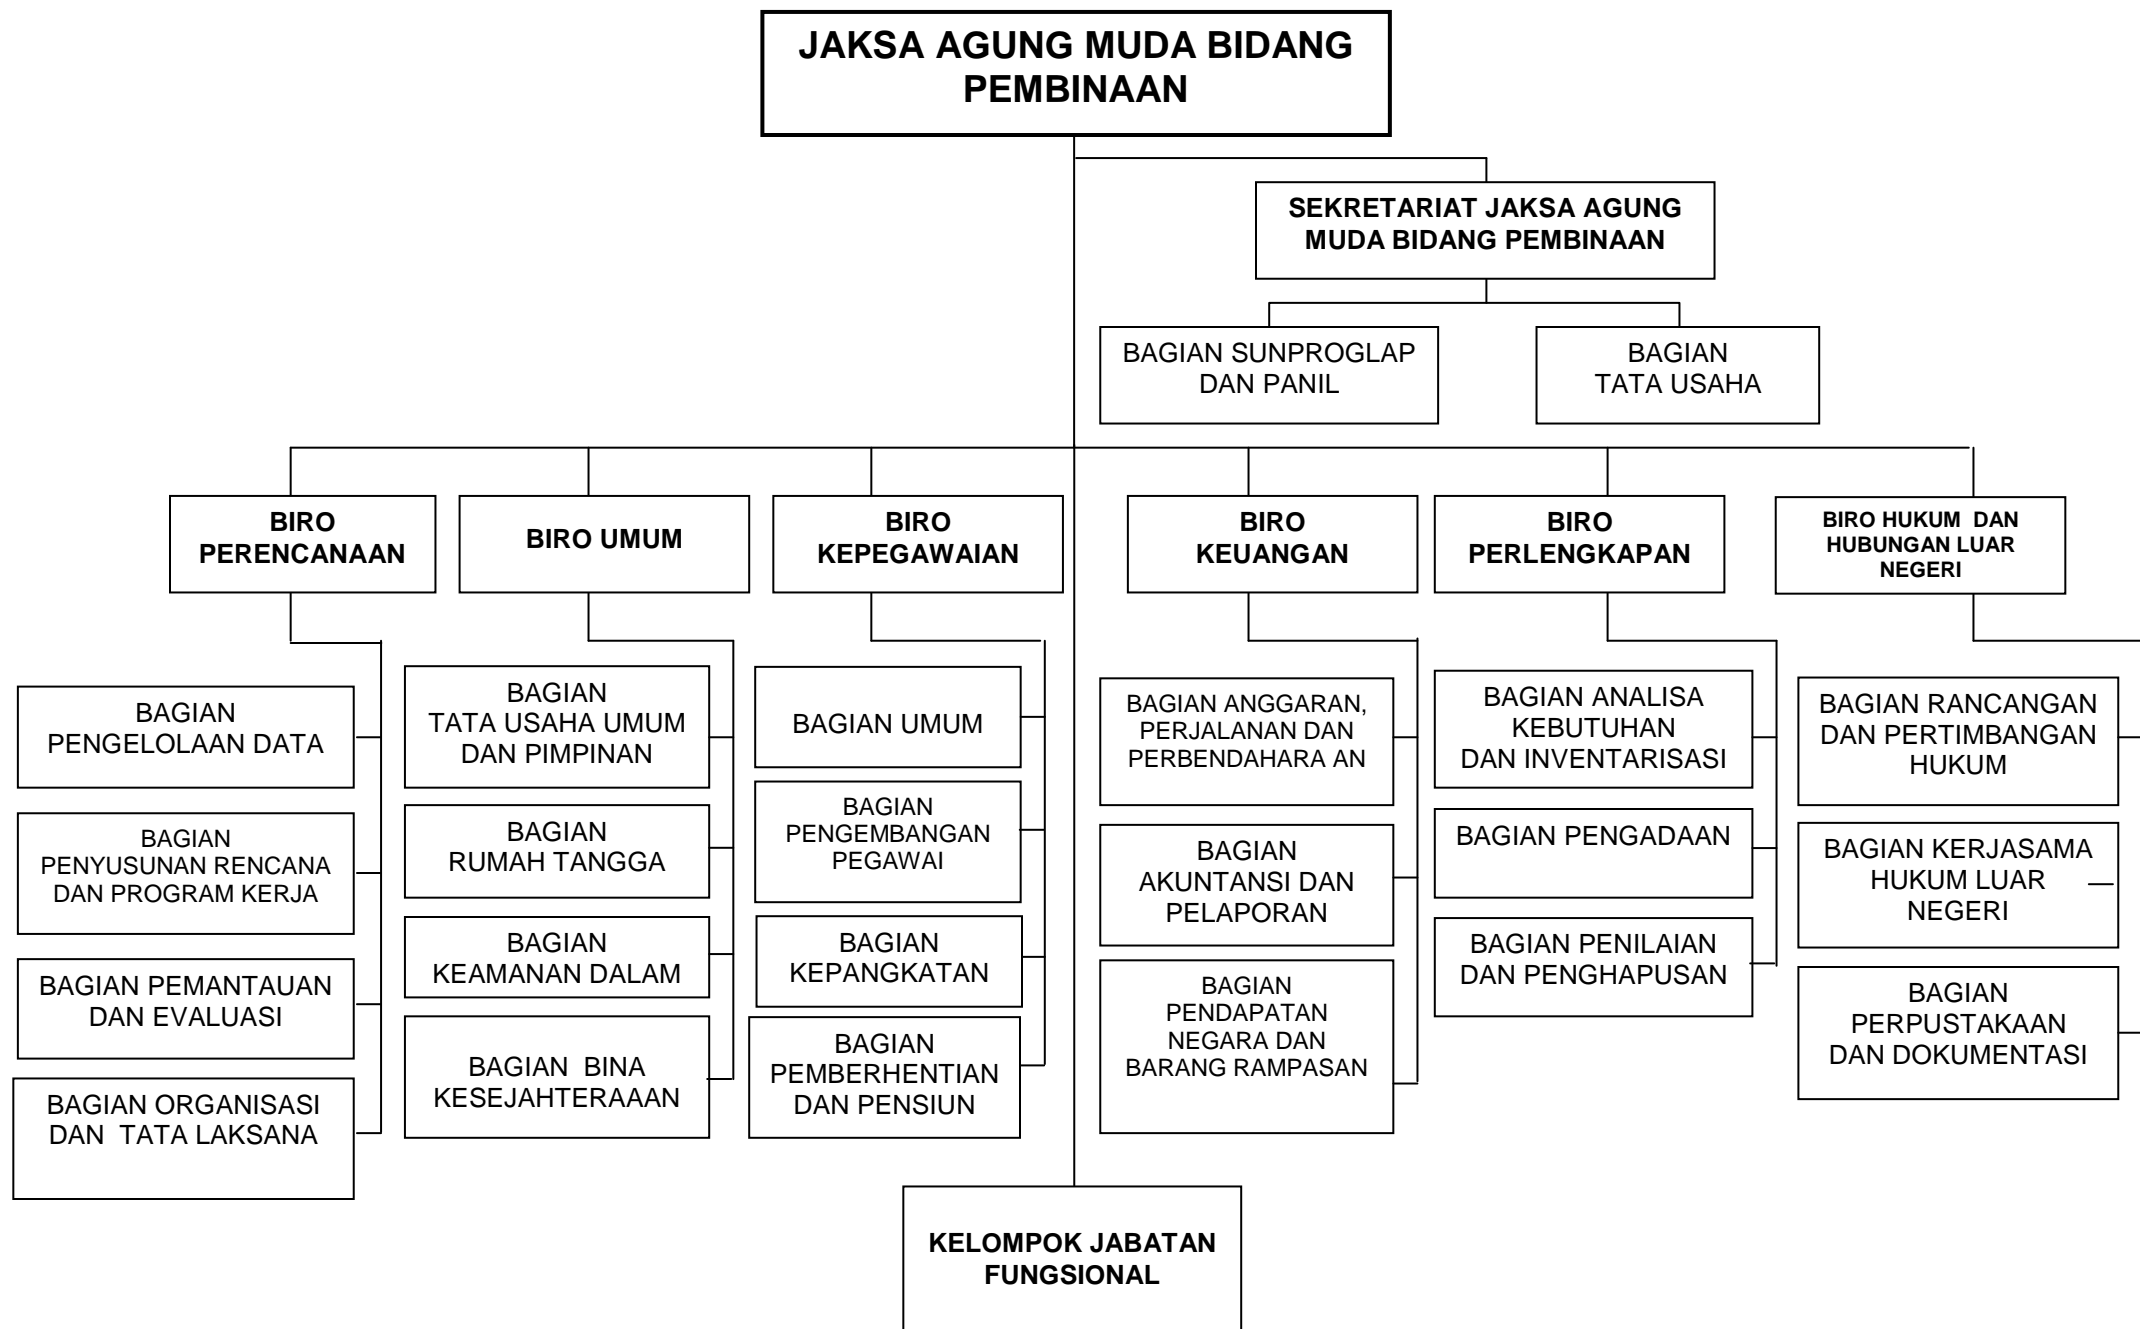 JAKSA AGUNG MUDA BIDANG
PEMBINAAN
SEKRETARIAT JAKSA AGUNG
MUDA BIDANG PEMBINAAN
BAGIAN SUNPROGLAP
DAN PANIL
BAGIAN
TATA USAHA
BIRO
PERENCANAAN
BIRO UMUM
BIRO
KEPEGAWAIAN
BIRO
KEUANGAN
BIRO
PERLENGKAPAN
BIRO HUKUM DAN
HUBUNGAN LUAR
NEGERI
BAGIAN
PENGELOLAAN DATA
BAGIAN
PENYUSUNAN RENCANA
DAN PROGRAM KERJA
BAGIAN PEMANTAUAN
DAN EVALUASI
BAGIAN ORGANISASI
DAN TATA LAKSANA
BAGIAN
TATA USAHA UMUM
DAN PIMPINAN
BAGIAN
RUMAH TANGGA
BAGIAN
KEAMANAN DALAM
BAGIAN BINA
KESEJAHTERAAAN
BAGIAN UMUM
BAGIAN
PENGEMBANGAN
PEGAWAI
BAGIAN
KEPANGKATAN
BAGIAN
PEMBERHENTIAN
DAN PENSIUN
BAGIAN ANGGARAN,
PERJALANAN DAN
PERBENDAHARA AN
BAGIAN
AKUNTANSI DAN
PELAPORAN
BAGIAN
PENDAPATAN
NEGARA DAN
BARANG RAMPASAN
BAGIAN ANALISA
KEBUTUHAN
DAN INVENTARISASI
BAGIAN PENGADAAN
BAGIAN PENILAIAN
DAN PENGHAPUSAN
BAGIAN RANCANGAN
DAN PERTIMBANGAN
HUKUM
BAGIAN KERJASAMA
HUKUM LUAR
NEGERI
BAGIAN
PERPUSTAKAAN
DAN DOKUMENTASI
KELOMPOK JABATAN
FUNGSIONAL